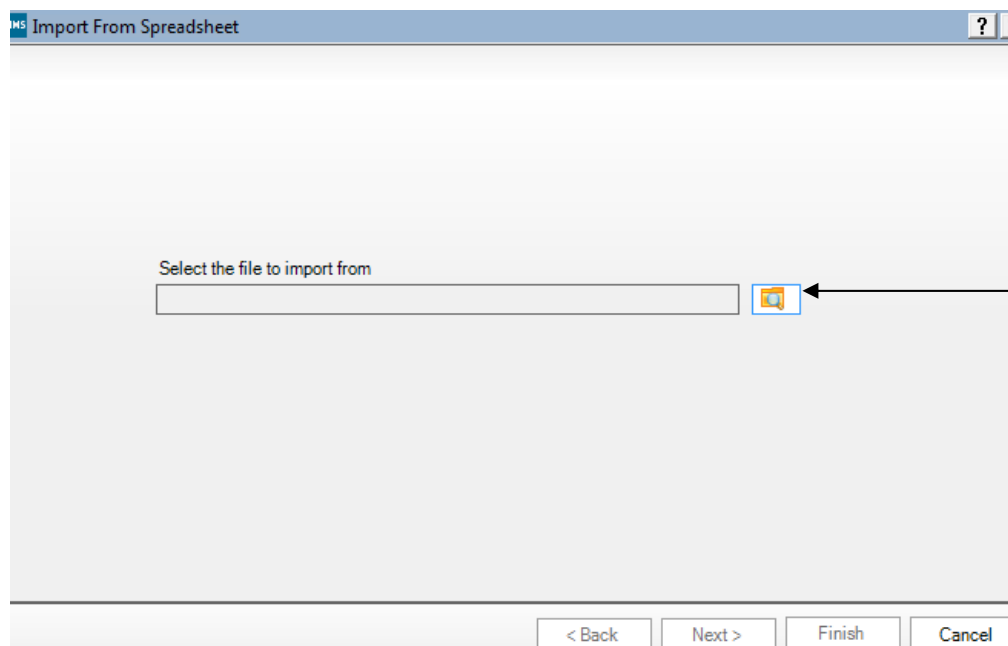 IMS Import From Spreadsheet ?
Select the file to import from
< Back Next > Finish Cancel